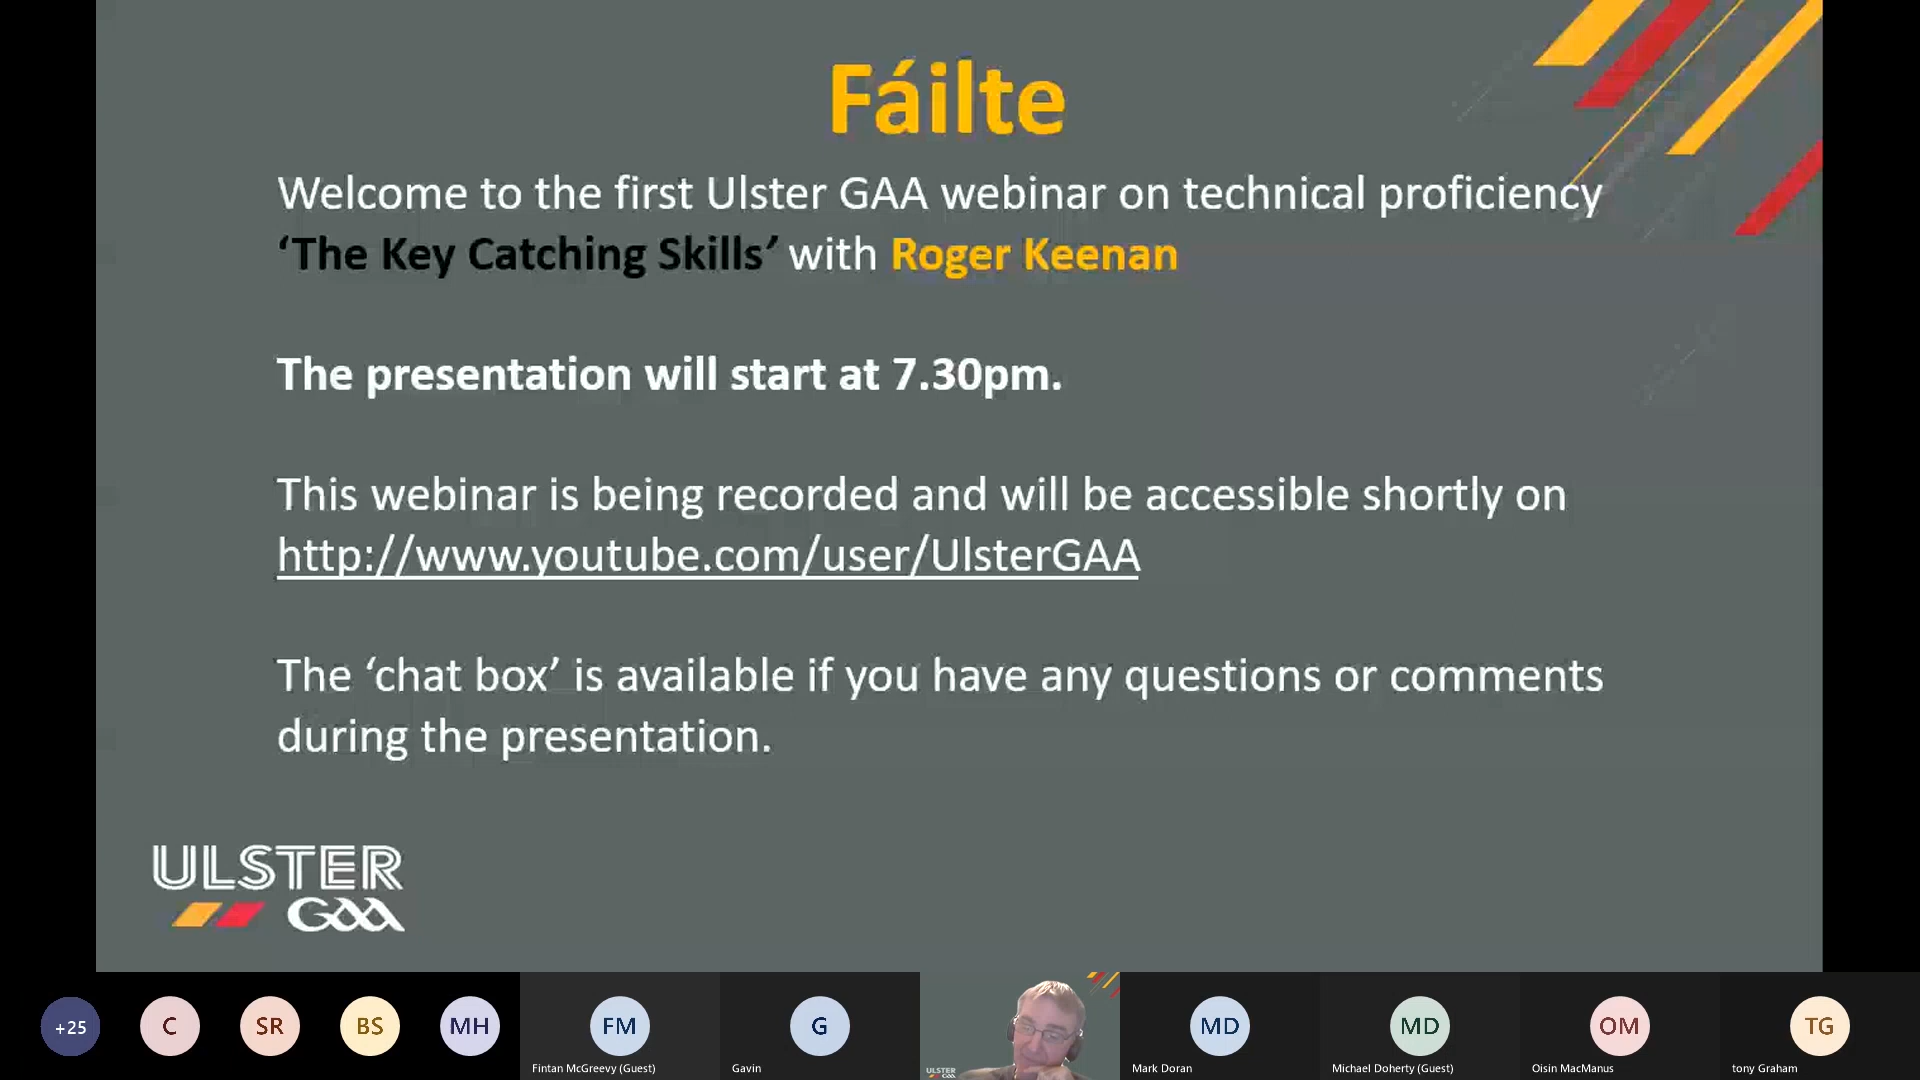 Fáilte
Welcome to the first Ulster GAA webinar on technical proficiency
‘The Key Catching Skills’ with Roger Keenan
The presentation will start at 7.30pm.
This webinar is being recorded and will be accessible shortly on
http://www.youtube.com/user/UlsterGAA
The ‘chat box’ is available if you have any questions or comments
during the presentation.
ULSTER
GAA
+25 C SR BS MH FM G MD MD OM TG
ULSTER
GAA
Fintan McGreevy (Guest) Gavin Mark Doran Michael Doherty (Guest) Oisin MacManus tony Graham